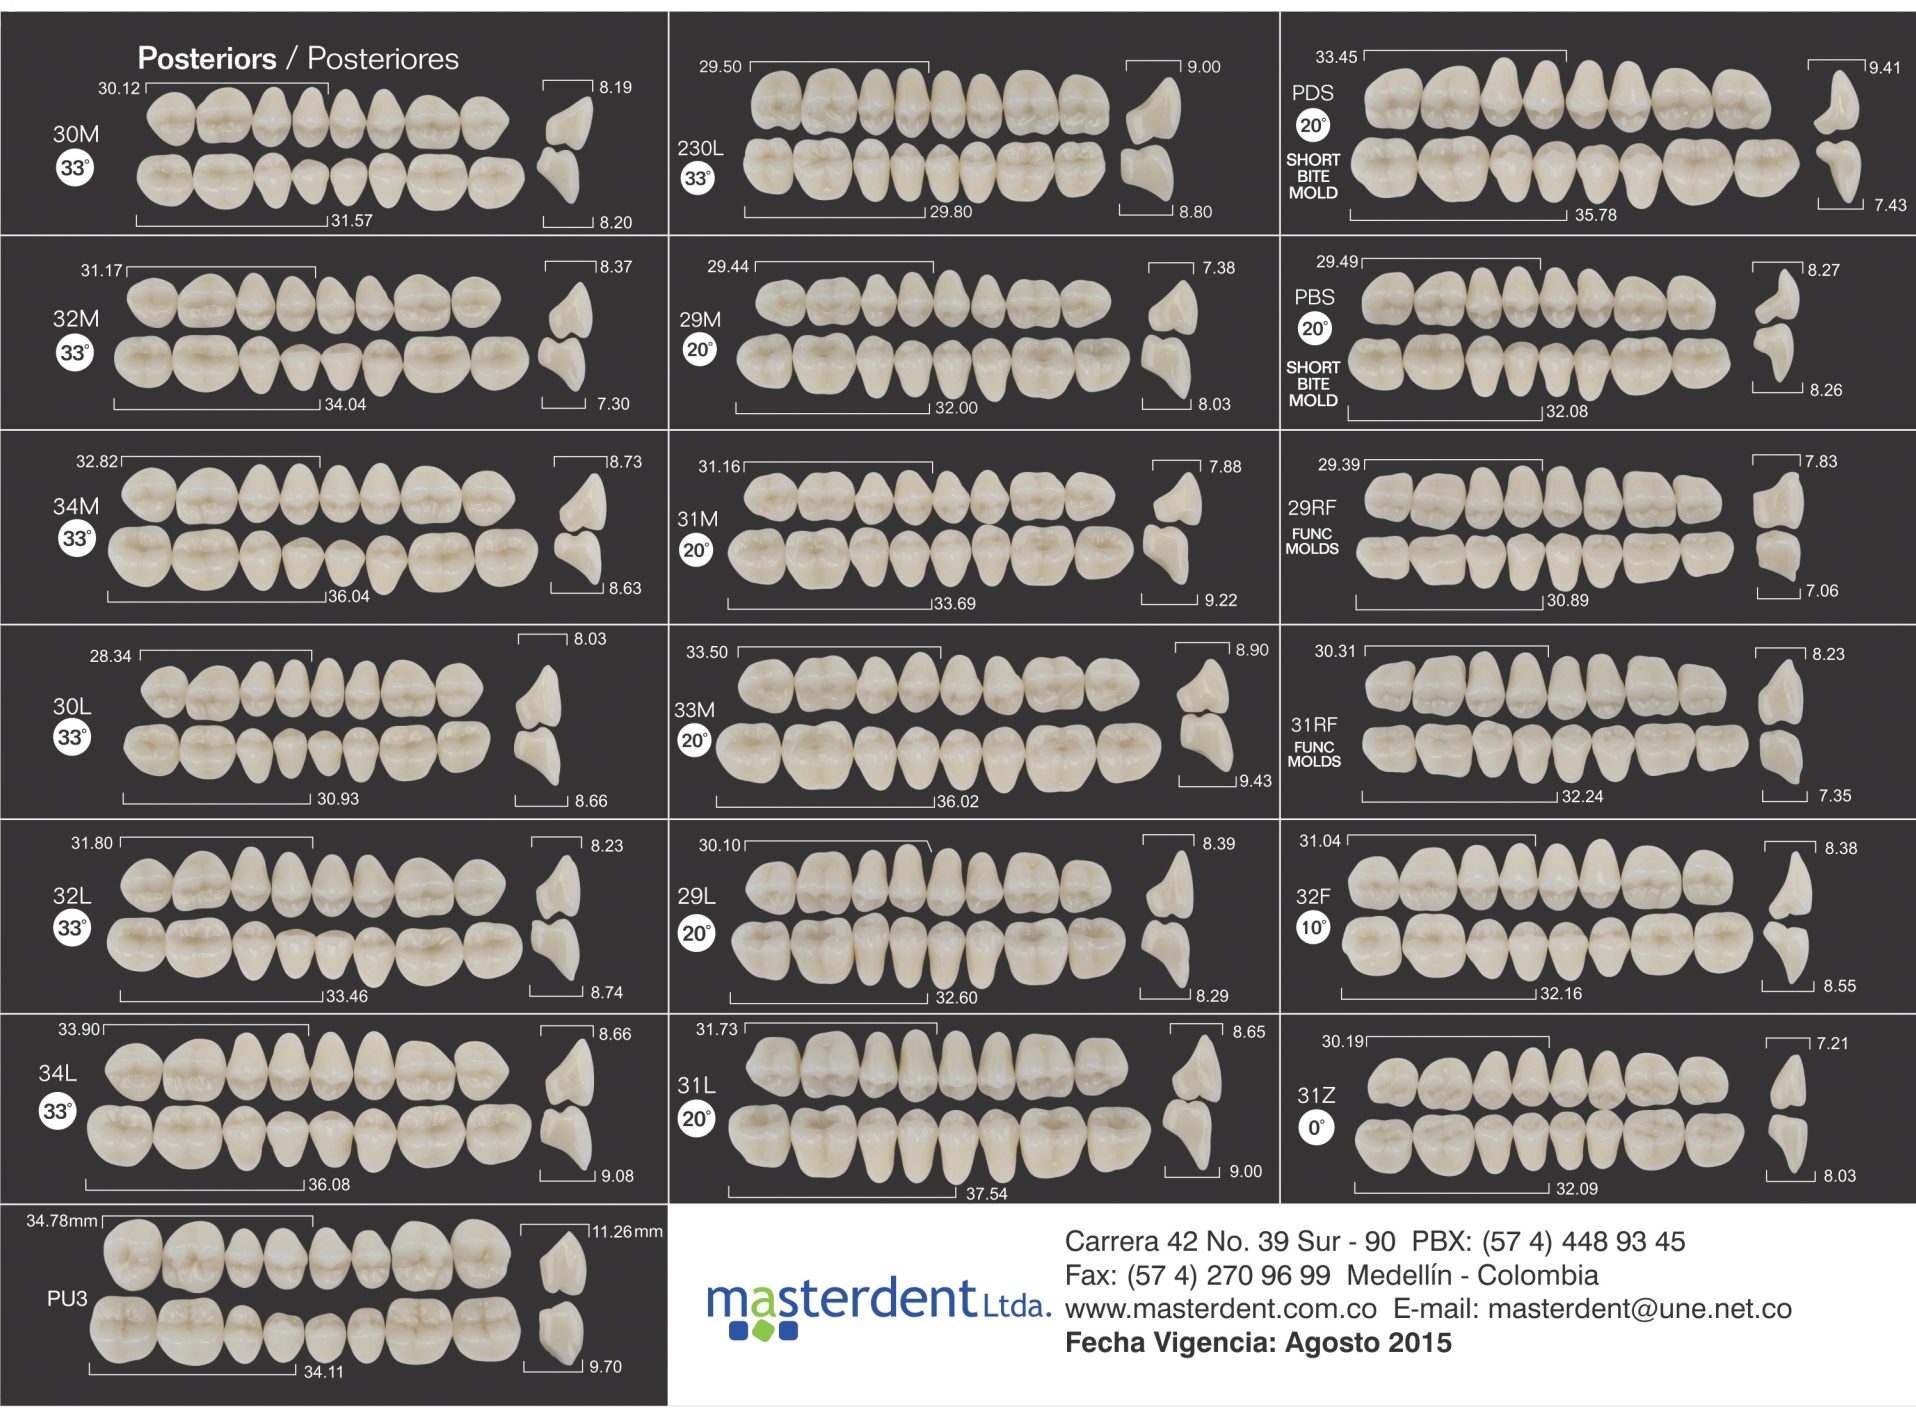 Posteriors / Posteriores
30.12
8.19
30M
33°
31.57
8.20
31.17
8.37
32M
33°
34.04
7.30
32.82
8.73
34M
33°
36.04
8.63
28.34
8.03
30L
33°
30.93
8.66
31.80
8.23
32L
33°
33.46
8.74
33.90
8.66
34L
33°
36.08
9.08
34.78mm
11.26mm
PU3
34.11
9.70
29.50
9.00
230L
33°
29.80
8.80
29.44
7.38
29M
20°
32.00
8.03
31.16
7.88
31M
20°
33.69
9.22
33.50
8.90
33M
20°
36.02
9.43
30.10
8.39
29L
20°
32.60
8.29
31.73
8.65
31L
20°
37.54
9.00
33.45
9.41
PDS
20°
SHORT
BITE
MOLD
35.78
7.43
29.49
8.27
PBS
20°
SHORT
BITE
MOLD
32.08
8.26
29.39
7.83
29RF
FUNC
MOLDS
30.89
7.06
30.31
8.23
31RF
FUNC
MOLDS
32.24
7.35
31.04
8.38
32F
10°
32.16
8.55
30.19
7.21
31Z
0°
32.09
8.03
masterdent Ltda.
Carrera 42 No. 39 Sur - 90 PBX: (57 4) 448 93 45
Fax: (57 4) 270 96 99 Medellín - Colombia
www.masterdent.com.co E-mail: masterdent@une.net.co
Fecha Vigencia: Agosto 2015